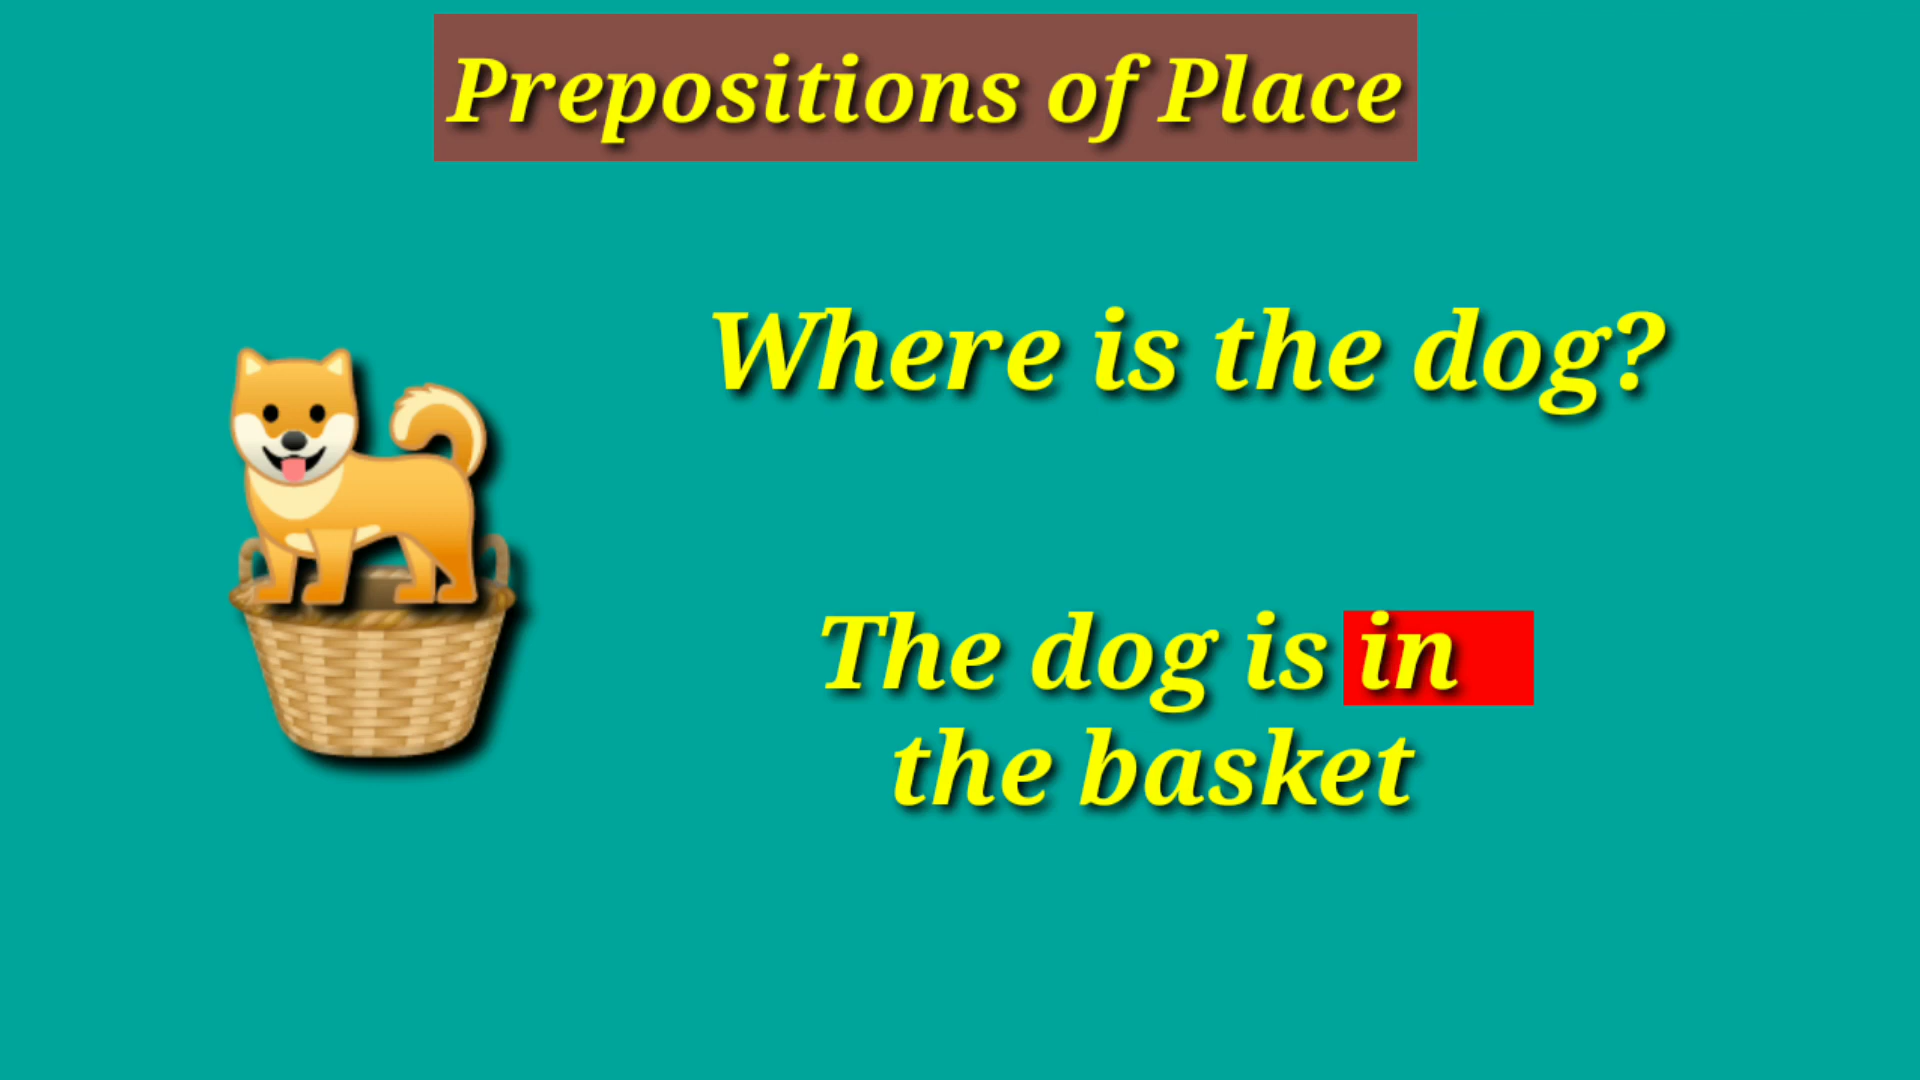 Prepositions of Place
Where is the dog?
The dog is in
the basket